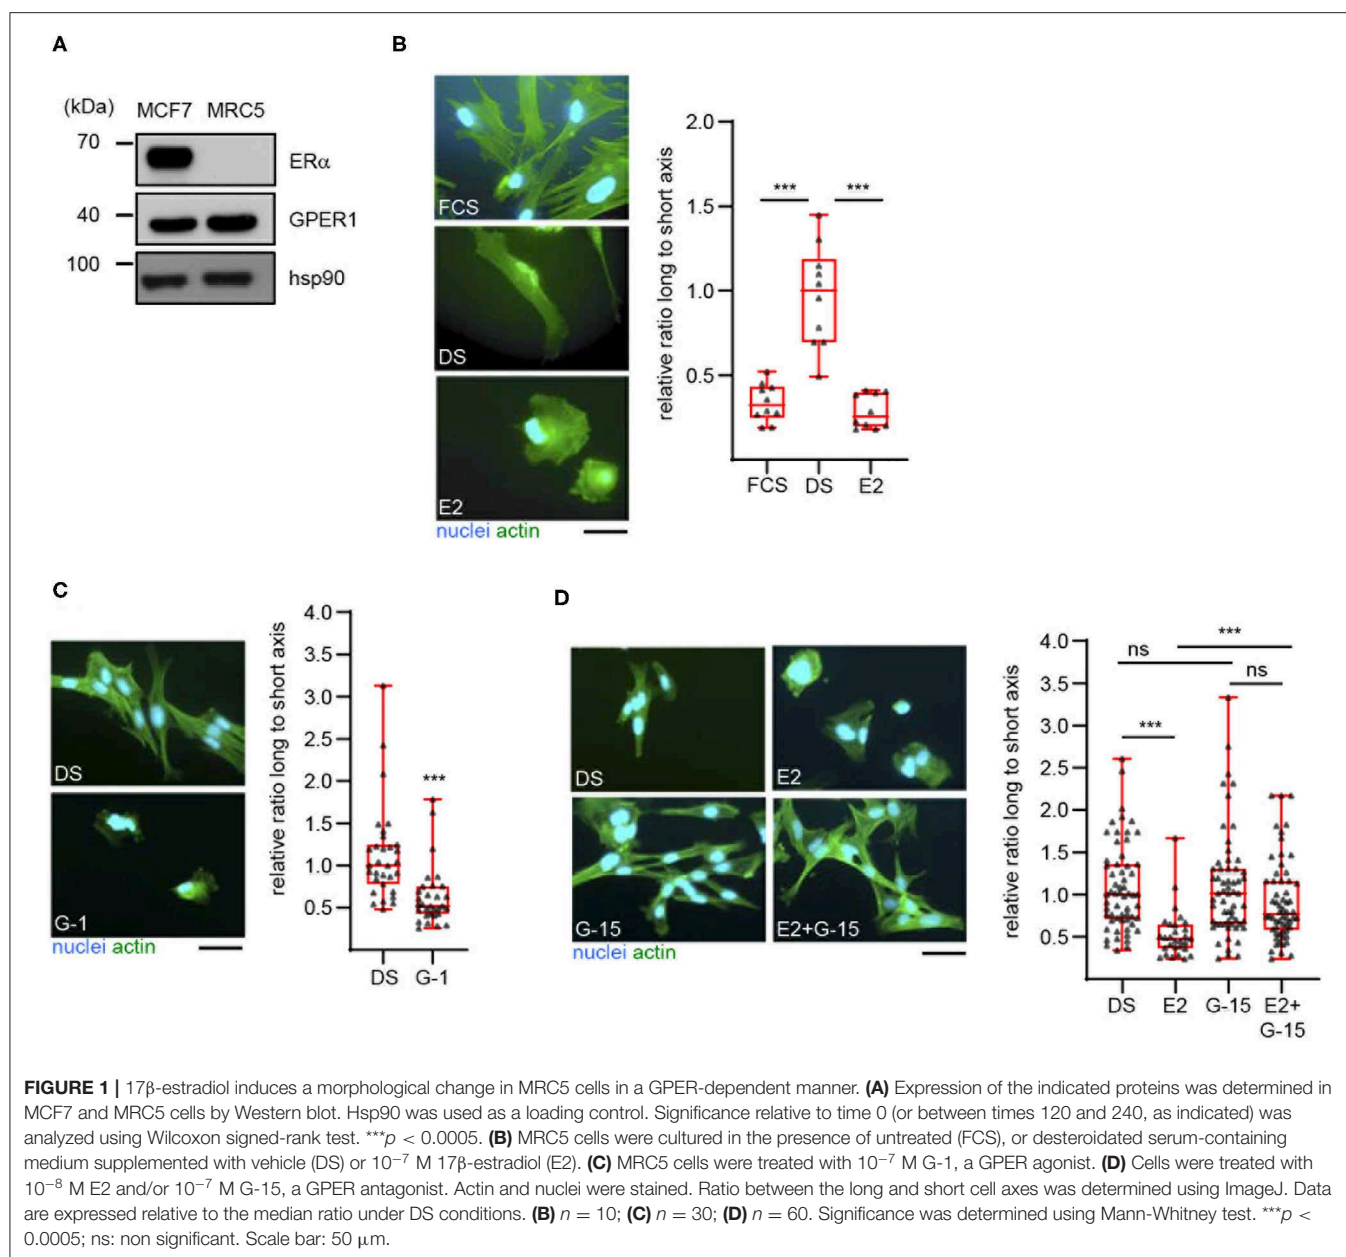 A
(kDa) MCF7 MRC5
70
ERα
40
GPER1
100
hsp90
B
FCS
DS
E2
nuclei actin
relative ratio long to short axis
2.0
1.5
1.0
0.5
*** ***
FCS DS E2
C
DS
G-1
nuclei actin
relative ratio long to short axis
4.0
3.5
3.0
2.5
2.0
1.5
1.0
0.5
***
DS G-1
D
DS
E2
G-15
E2+G-15
nuclei actin
relative ratio long to short axis
4.0
3.5
3.0
2.5
2.0
1.5
1.0
0.5
***
ns
ns
***
DS E2 G-15 E2+
G-15
FIGURE 1 | 17β-estradiol induces a morphological change in MRC5 cells in a GPER-dependent manner. (A) Expression of the indicated proteins was determined in
MCF7 and MRC5 cells by Western blot. Hsp90 was used as a loading control. Significance relative to time 0 (or between times 120 and 240, as indicated) was
analyzed using Wilcoxon signed-rank test. ***p < 0.0005. (B) MRC5 cells were cultured in the presence of untreated (FCS), or desteroidated serum-containing
medium supplemented with vehicle (DS) or 10⁻⁷ M 17β-estradiol (E2). (C) MRC5 cells were treated with 10⁻⁷ M G-1, a GPER agonist. (D) Cells were treated with
10⁻⁸ M E2 and/or 10⁻⁷ M G-15, a GPER antagonist. Actin and nuclei were stained. Ratio between the long and short cell axes was determined using ImageJ. Data
are expressed relative to the median ratio under DS conditions. (B) n = 10; (C) n = 30; (D) n = 60. Significance was determined using Mann-Whitney test. ***p <
0.0005; ns: non significant. Scale bar: 50 μm.